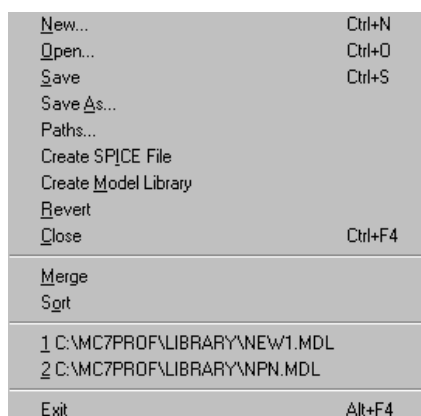 New... Ctrl+N
Open... Ctrl+O
Save Ctrl+S
Save As...
Paths...
Create SPICE File
Create Model Library
Revert
Close Ctrl+F4
Merge
Sort
1 C:\MC7PROF\LIBRARY\NEW1.MDL
2 C:\MC7PROF\LIBRARY\NPN.MDL
Exit Alt+F4